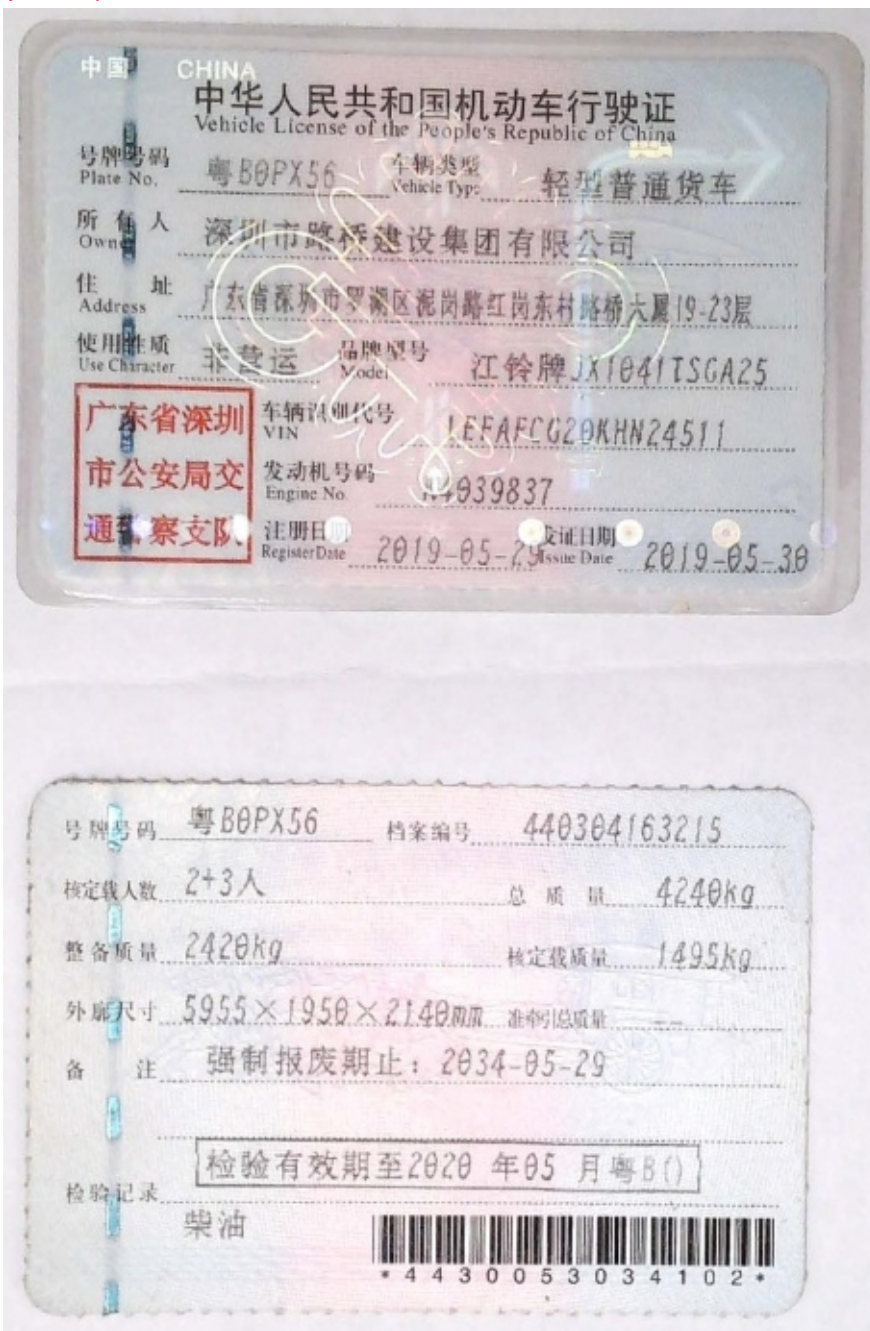 中国 CHINA
中华人民共和国机动车行驶证
Vehicle License of the People's Republic of China
号牌号码 粤B0PX56 车辆类型 轻型普通货车
Plate No. Vehicle Type
所有人 深圳市路桥建设集团有限公司
Owner
住址 广东省深圳市罗湖区泥岗路红岗东村路桥大厦19-23层
Address
使用性质 非营运 品牌型号 江铃牌JX1041TSGA25
Use Character Model
广东省深圳
市公安局交
通警察支队
车辆识别代号 LEFAFCG20KHN24511
VIN
发动机号码 N4039837
Engine No.
注册日期 2019-05-29 发证日期 2019-05-30
Register Date Issue Date
号牌号码 粤B0PX56 档案编号 440304163215
核定载人数 2+3人 总质量 4240kg
整备质量 2420kg 核定载质量 1495kg
外廓尺寸 5955×1950×2140mm 准牵引总质量 --
备注 强制报废期止：2034-05-29
检验记录 检验有效期至2020 年05 月粤B()
柴油
*4430053034102*